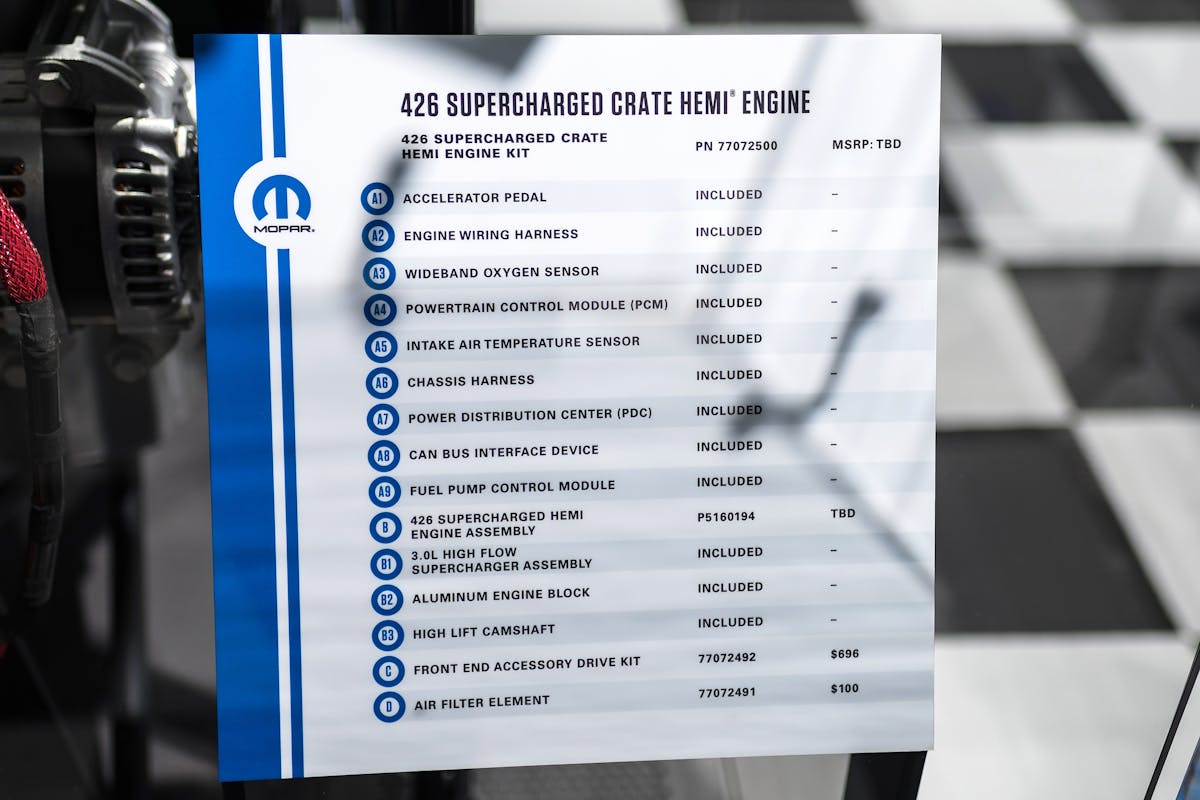 426 SUPERCHARGED CRATE HEMI® ENGINE
426 SUPERCHARGED CRATE
HEMI ENGINE KIT PN 77072500 MSRP: TBD
MOPAR®
A1 ACCELERATOR PEDAL INCLUDED –
A2 ENGINE WIRING HARNESS INCLUDED –
A3 WIDEBAND OXYGEN SENSOR INCLUDED –
A4 POWERTRAIN CONTROL MODULE (PCM) INCLUDED –
A5 INTAKE AIR TEMPERATURE SENSOR INCLUDED –
A6 CHASSIS HARNESS INCLUDED –
A7 POWER DISTRIBUTION CENTER (PDC) INCLUDED –
A8 CAN BUS INTERFACE DEVICE INCLUDED –
A9 FUEL PUMP CONTROL MODULE INCLUDED –
B 426 SUPERCHARGED HEMI
ENGINE ASSEMBLY P5160194 TBD
B1 3.0L HIGH FLOW
SUPERCHARGER ASSEMBLY INCLUDED –
B2 ALUMINUM ENGINE BLOCK INCLUDED –
B3 HIGH LIFT CAMSHAFT INCLUDED –
C FRONT END ACCESSORY DRIVE KIT 77072492 $696
D AIR FILTER ELEMENT 77072491 $100